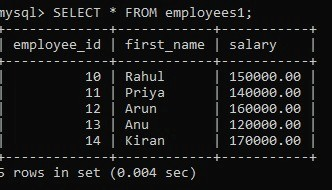 mysql> SELECT * FROM employees1;
+-------------+------------+-----------+
| employee_id | first_name | salary    |
+-------------+------------+-----------+
|          10 | Rahul      | 150000.00 |
|          11 | Priya      | 140000.00 |
|          12 | Arun       | 160000.00 |
|          13 | Anu        | 120000.00 |
|          14 | Kiran      | 170000.00 |
+-------------+------------+-----------+
5 rows in set (0.004 sec)